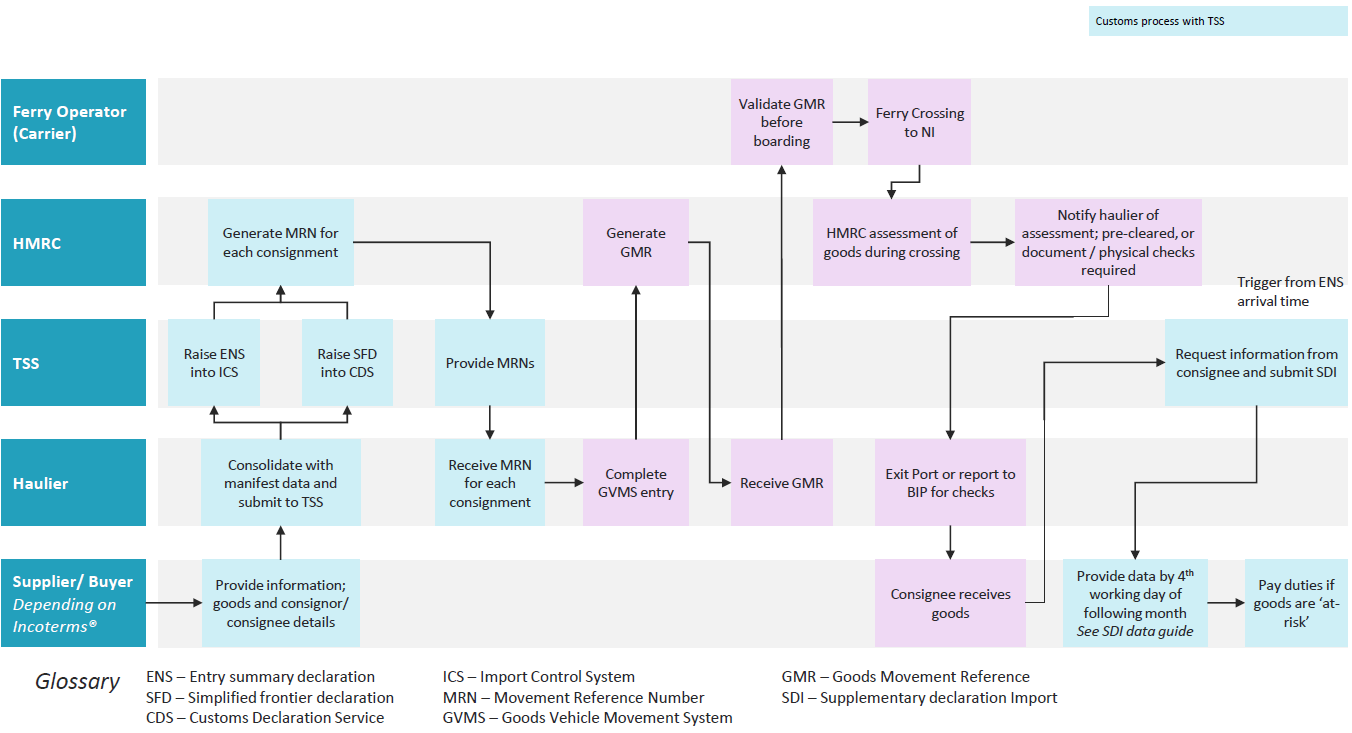 Customs process with TSS
Ferry Operator
(Carrier)
Validate GMR
before
boarding
Ferry Crossing
to NI
HMRC
Generate MRN for
each consignment
Generate
GMR
HMRC assessment of
goods during crossing
Notify haulier of
assessment; pre-cleared, or
document / physical checks
required
Trigger from ENS
arrival time
TSS
Raise ENS
into ICS
Raise SFD
into CDS
Provide MRNs
Request information from
consignee and submit SDI
Haulier
Consolidate with
manifest data and
submit to TSS
Receive MRN
for each
consignment
Complete
GVMS entry
Receive GMR
Exit Port or report to
BIP for checks
Supplier/ Buyer
Depending on
Incoterms®
Provide information;
goods and consignor/
consignee details
Consignee receives
goods
Provide data by 4th
working day of
following month
See SDI data guide
Pay duties if
goods are ‘at-
risk’
Glossary
ENS – Entry summary declaration
SFD – Simplified frontier declaration
CDS – Customs Declaration Service
ICS – Import Control System
MRN – Movement Reference Number
GVMS – Goods Vehicle Movement System
GMR – Goods Movement Reference
SDI – Supplementary declaration Import